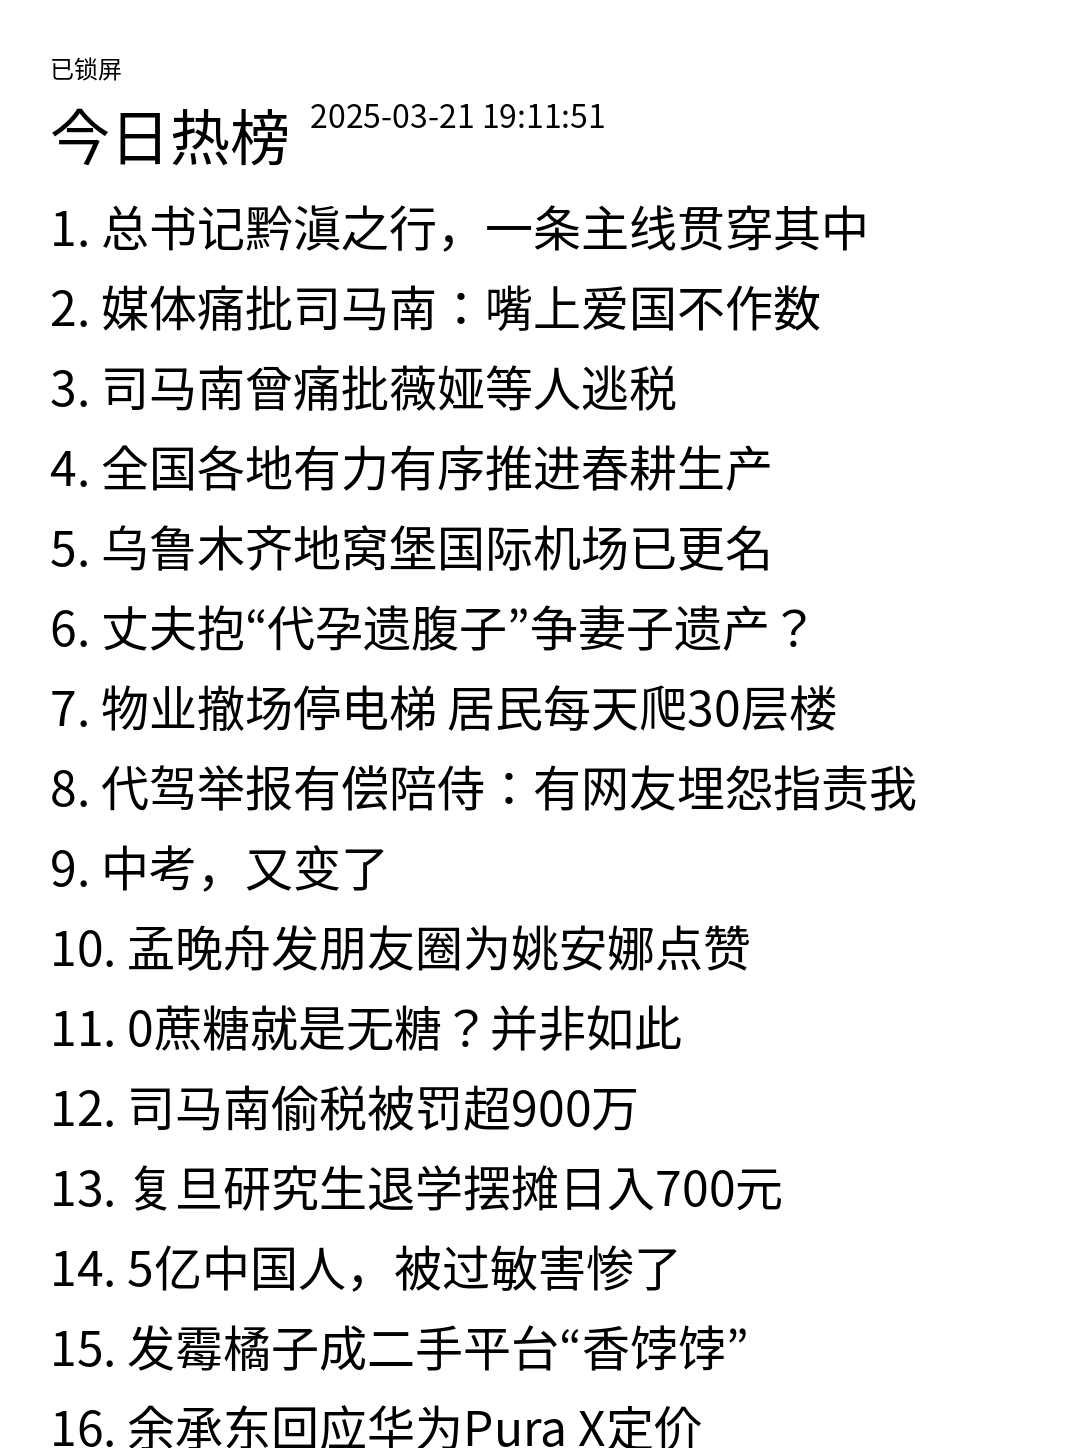 已锁屏
今日热榜 2025-03-21 19:11:51
1. 总书记黔滇之行，一条主线贯穿其中
2. 媒体痛批司马南：嘴上爱国不作数
3. 司马南曾痛批薇娅等人逃税
4. 全国各地有力有序推进春耕生产
5. 乌鲁木齐地窝堡国际机场已更名
6. 丈夫抱“代孕遗腹子”争妻子遗产？
7. 物业撤场停电梯 居民每天爬30层楼
8. 代驾举报有偿陪侍：有网友埋怨指责我
9. 中考，又变了
10. 孟晚舟发朋友圈为姚安娜点赞
11. 0蔗糖就是无糖？并非如此
12. 司马南偷税被罚超900万
13. 复旦研究生退学摆摊日入700元
14. 5亿中国人，被过敏害惨了
15. 发霉橘子成二手平台“香饽饽”
16. 余承东回应华为Pura X定价